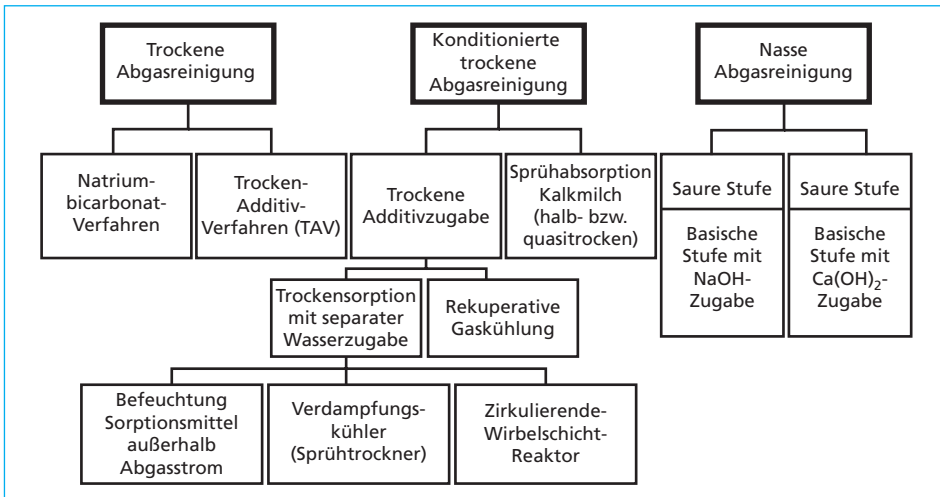 Trockene
Abgasreinigung
Konditionierte
trockene
Abgasreinigung
Nasse
Abgasreinigung
Natrium-
bicarbonat-
Verfahren
Trocken-
Additiv-
Verfahren (TAV)
Trockene
Additivzugabe
Sprühabsorption
Kalkmilch
(halb- bzw.
quasitrocken)
Saure Stufe
Basische
Stufe mit
NaOH-
Zugabe
Saure Stufe
Basische
Stufe mit
Ca(OH)₂-
Zugabe
Trockensorption
mit separater
Wasserzugabe
Rekuperative
Gaskühlung
Befeuchtung
Sorptionsmittel
außerhalb
Abgasstrom
Verdampfungs-
kühler
(Sprühtrockner)
Zirkulierende-
Wirbelschicht-
Reaktor